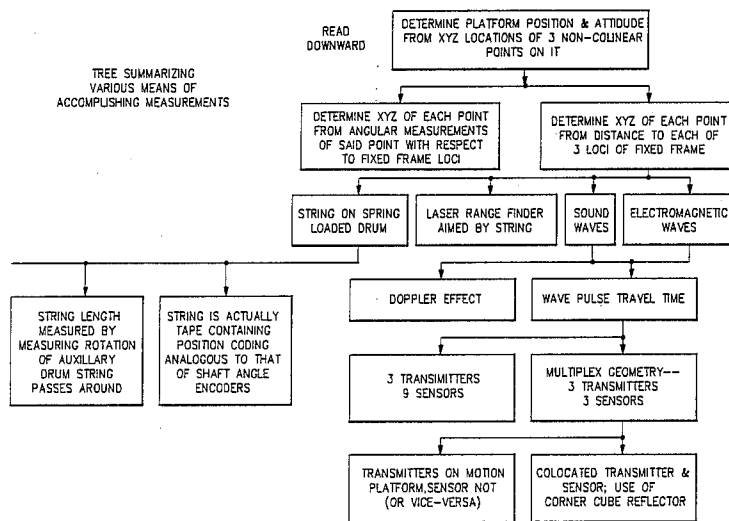 READ
DOWNWARD
DETERMINE PLATFORM POSITION & ATTIDUDE
FROM XYZ LOCATIONS OF 3 NON-COLINEAR
POINTS ON IT
TREE SUMMARIZING
VARIOUS MEANS OF
ACCOMPLISHING MEASUREMENTS
DETERMINE XYZ OF EACH POINT
FROM ANGULAR MEASUREMENTS
OF SAID POINT WITH RESPECT
TO FIXED FRAME LOCI
DETERMINE XYZ OF EACH POINT
FROM DISTANCE TO EACH OF
3 LOCI OF FIXED FRAME
STRING ON SPRING
LOADED DRUM
LASER RANGE FINDER
AIMED BY STRING
SOUND
WAVES
ELECTROMAGNETIC
WAVES
STRING LENGTH
MEASURED BY
MEASURING ROTATION
OF AUXILLARY
DRUM STRING
PASSES AROUND
STRING IS ACTUALLY
TAPE CONTAINING
POSITION CODING
ANALOGOUS TO THAT
OF SHAFT ANGLE
ENCODERS
DOPPLER EFFECT
WAVE PULSE TRAVEL TIME
3 TRANSIMITTERS
9 SENSORS
MULTIPLEX GEOMETRY--
3 TRANSMITTERS
3 SENSORS
TRANSMITTERS ON MOTION
PLATFORM,SENSOR NOT
(OR VICE-VERSA)
COLOCATED TRANSMITTER &
SENSOR; USE OF
CORNER CUBE REFLECTOR